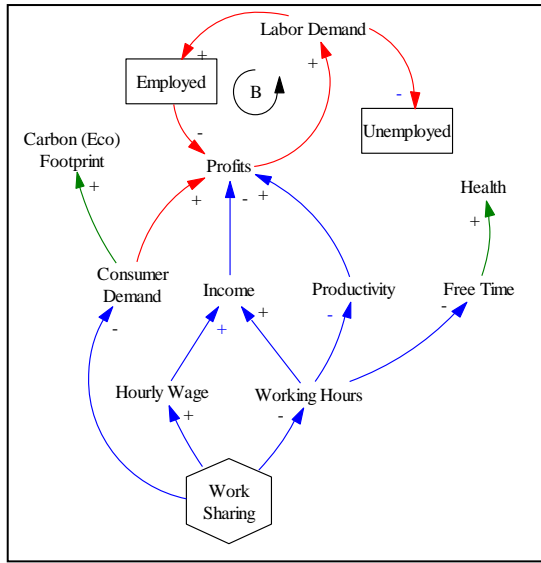 Labor Demand
+
Employed
B
+
-
Unemployed
-
Carbon (Eco)
Footprint
Profits
+
+
-
+
Health
+
Consumer
Demand
Income
Productivity
Free Time
-
+
+
-
-
Hourly Wage
Working Hours
+
-
Work
Sharing